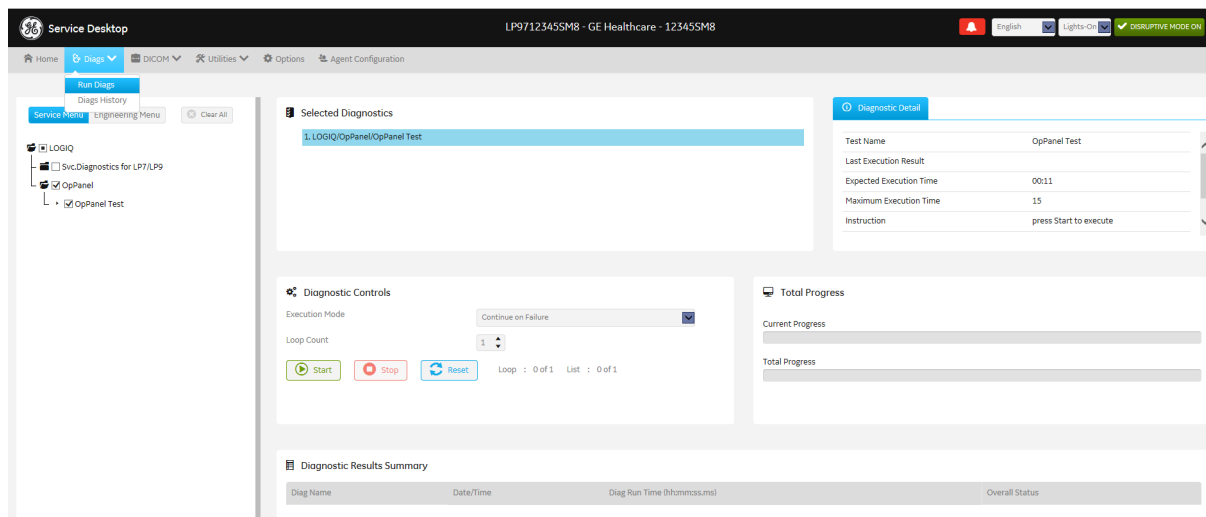 Service Desktop
LP9712345SM8 - GE Healthcare - 12345SM8
English
Lights-On
DISRUPTIVE MODE ON
Home
Diags
DICOM
Utilities
Options
Agent Configuration
Run Diags
Diags History
Service Menu
Engineering Menu
Clear All
LOGIQ
Svc.Diagnostics for LP7/LP9
OpPanel
OpPanel Test
Selected Diagnostics
1. LOGIQ/OpPanel/OpPanel Test
Diagnostic Detail
Test Name OpPanel Test
Last Execution Result
Expected Execution Time 00:11
Maximum Execution Time 15
Instruction press Start to execute
Diagnostic Controls
Execution Mode Continue on Failure
Loop Count 1
Start Stop Reset Loop : 0 of 1 List : 0 of 1
Total Progress
Current Progress
Total Progress
Diagnostic Results Summary
Diag Name Date/Time Diag Run Time (hh:mm:ss.ms) Overall Status